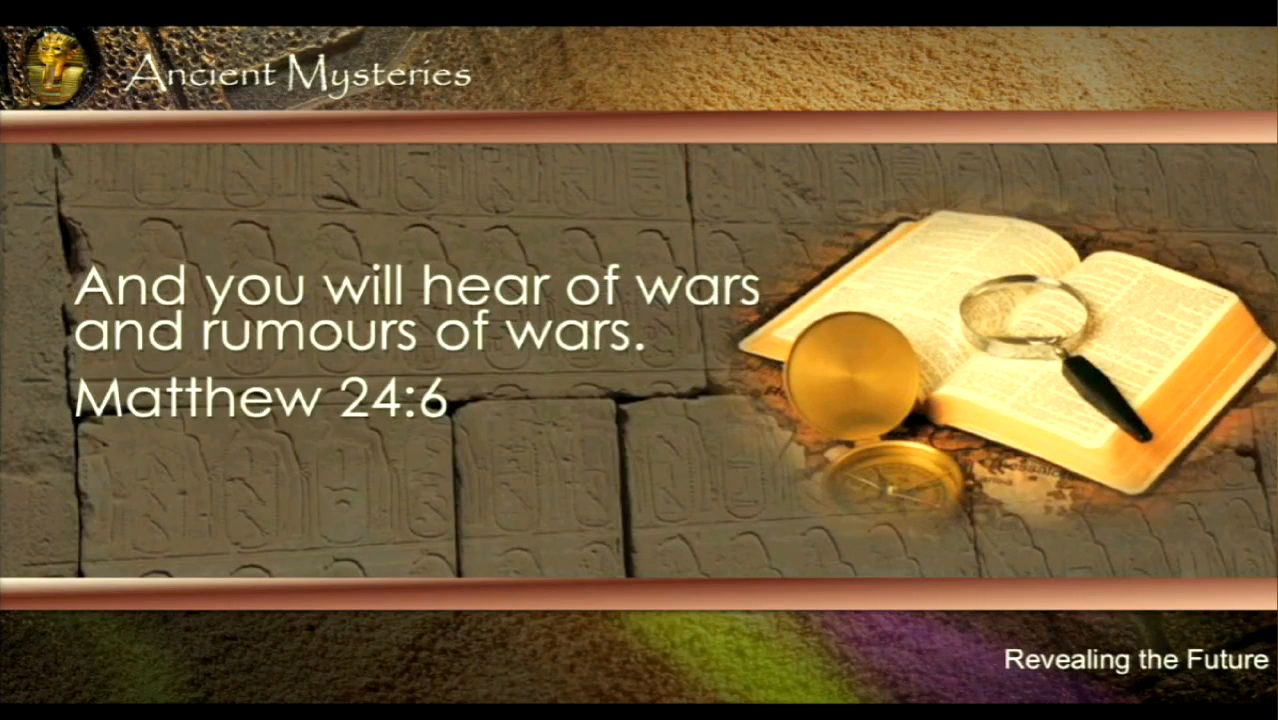 Ancient Mysteries
And you will hear of wars
and rumours of wars.
Matthew 24:6
Revealing the Future